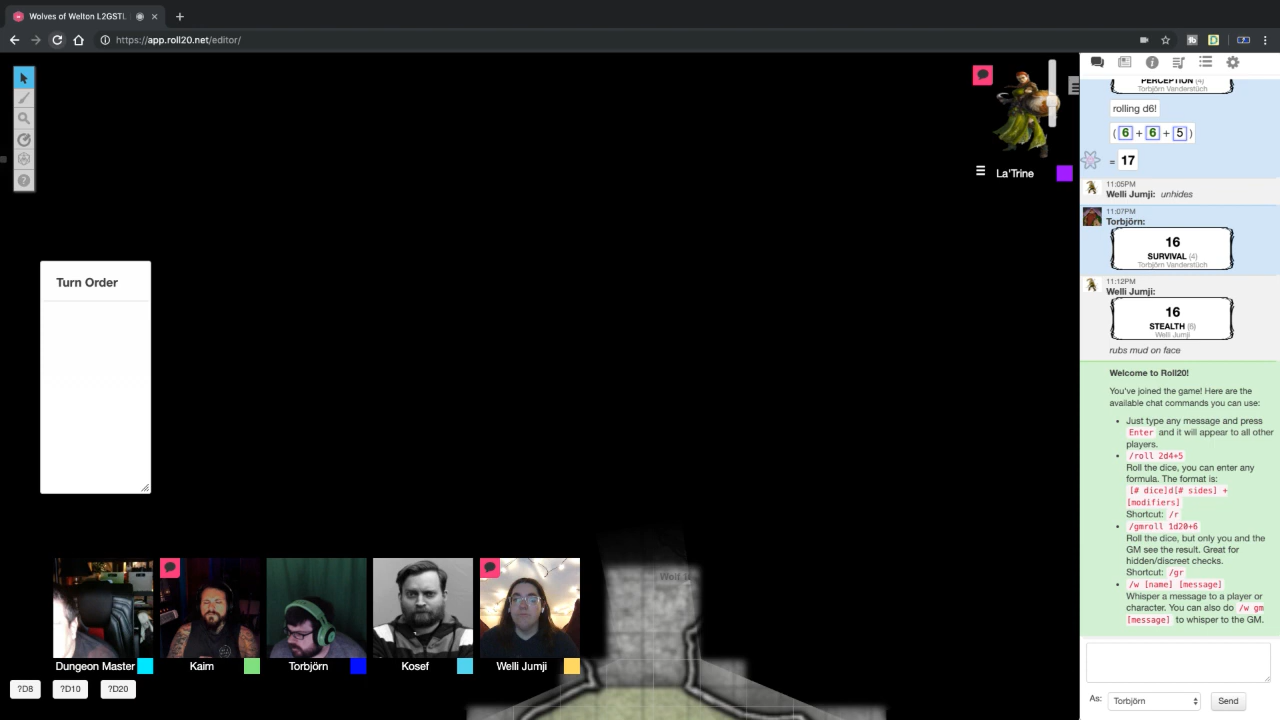 Wolves of Welton L2GSTL
https://app.roll20.net/editor/
PERCEPTION (4)
Torbjörn Vanderstüch
rolling d6!
(6+6+5)
= 17
11:05PM
Welli Jumji: unhides
11:07PM
Torbjörn:
16
SURVIVAL (4)
Torbjörn Vanderstüch
11:12PM
Welli Jumji:
16
STEALTH (6)
Welli Jumji
rubs mud on face
Welcome to Roll20!
You've joined the game! Here are the
available chat commands you can use:
Just type any message and press
Enter and it will appear to all other
players.
/roll 2d4+5
Roll the dice, you can enter any
formula. The format is:
[# dice]d[# sides] +
[modifiers]
Shortcut: /r
/gmroll 1d20+6
Roll the dice, but only you and the
GM see the result. Great for
hidden/discreet checks.
Shortcut: /gr
/w [name] [message]
Whisper a message to a player or
character. You can also do /w gm
[message] to whisper to the GM.
As: Torbjörn Send
La'Trine
Turn Order
Dungeon Master Kaim Torbjörn Kosef Welli Jumji
?D8 ?D10 ?D20